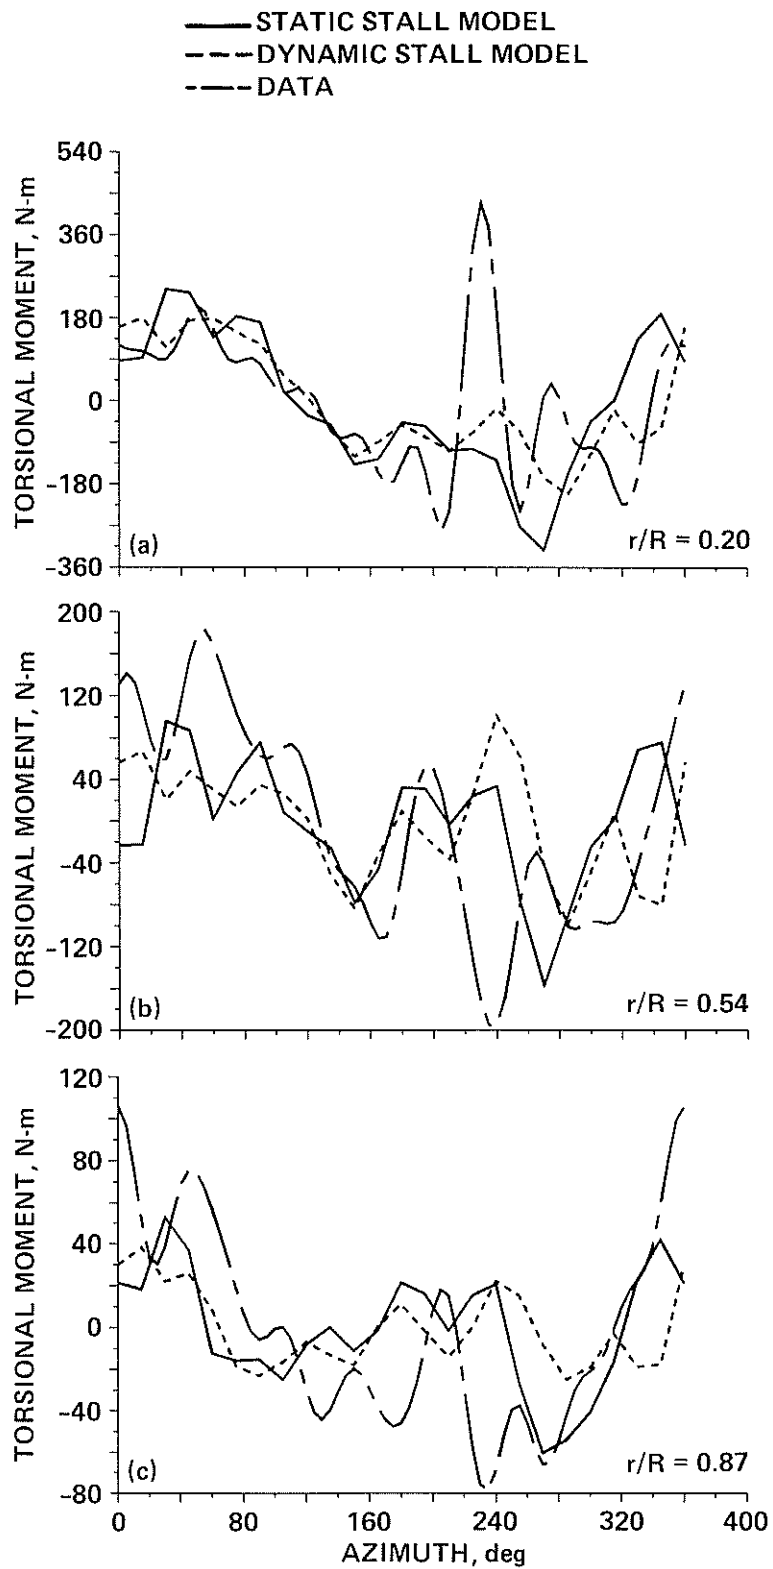 STATIC STALL MODEL
DYNAMIC STALL MODEL
DATA
540
360
180
0
–180
–360
TORSIONAL MOMENT, N-m
(a)
r/R = 0.20
200
120
40
–40
–120
–200
TORSIONAL MOMENT, N-m
(b)
r/R = 0.54
120
80
40
0
–40
–80
TORSIONAL MOMENT, N-m
(c)
r/R = 0.87
0 80 160 240 320 400
AZIMUTH, deg